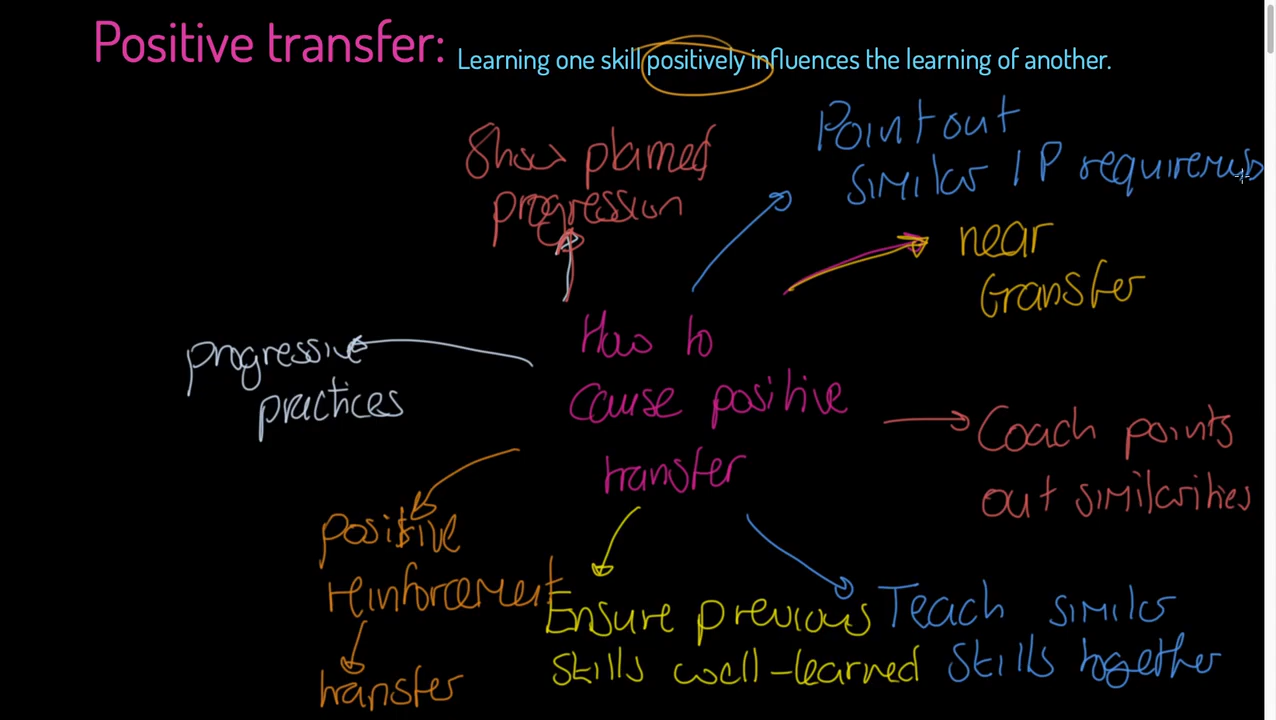 Positive transfer: Learning one skill positively influences the learning of another.
Show planned
progression
Point out
similar IP requirements
near
transfer
How to
cause positive
transfer
progressive
practices
Coach points
out similarities
positive
reinforcement
transfer
Ensure previous
skills well-learned
Teach similar
skills together